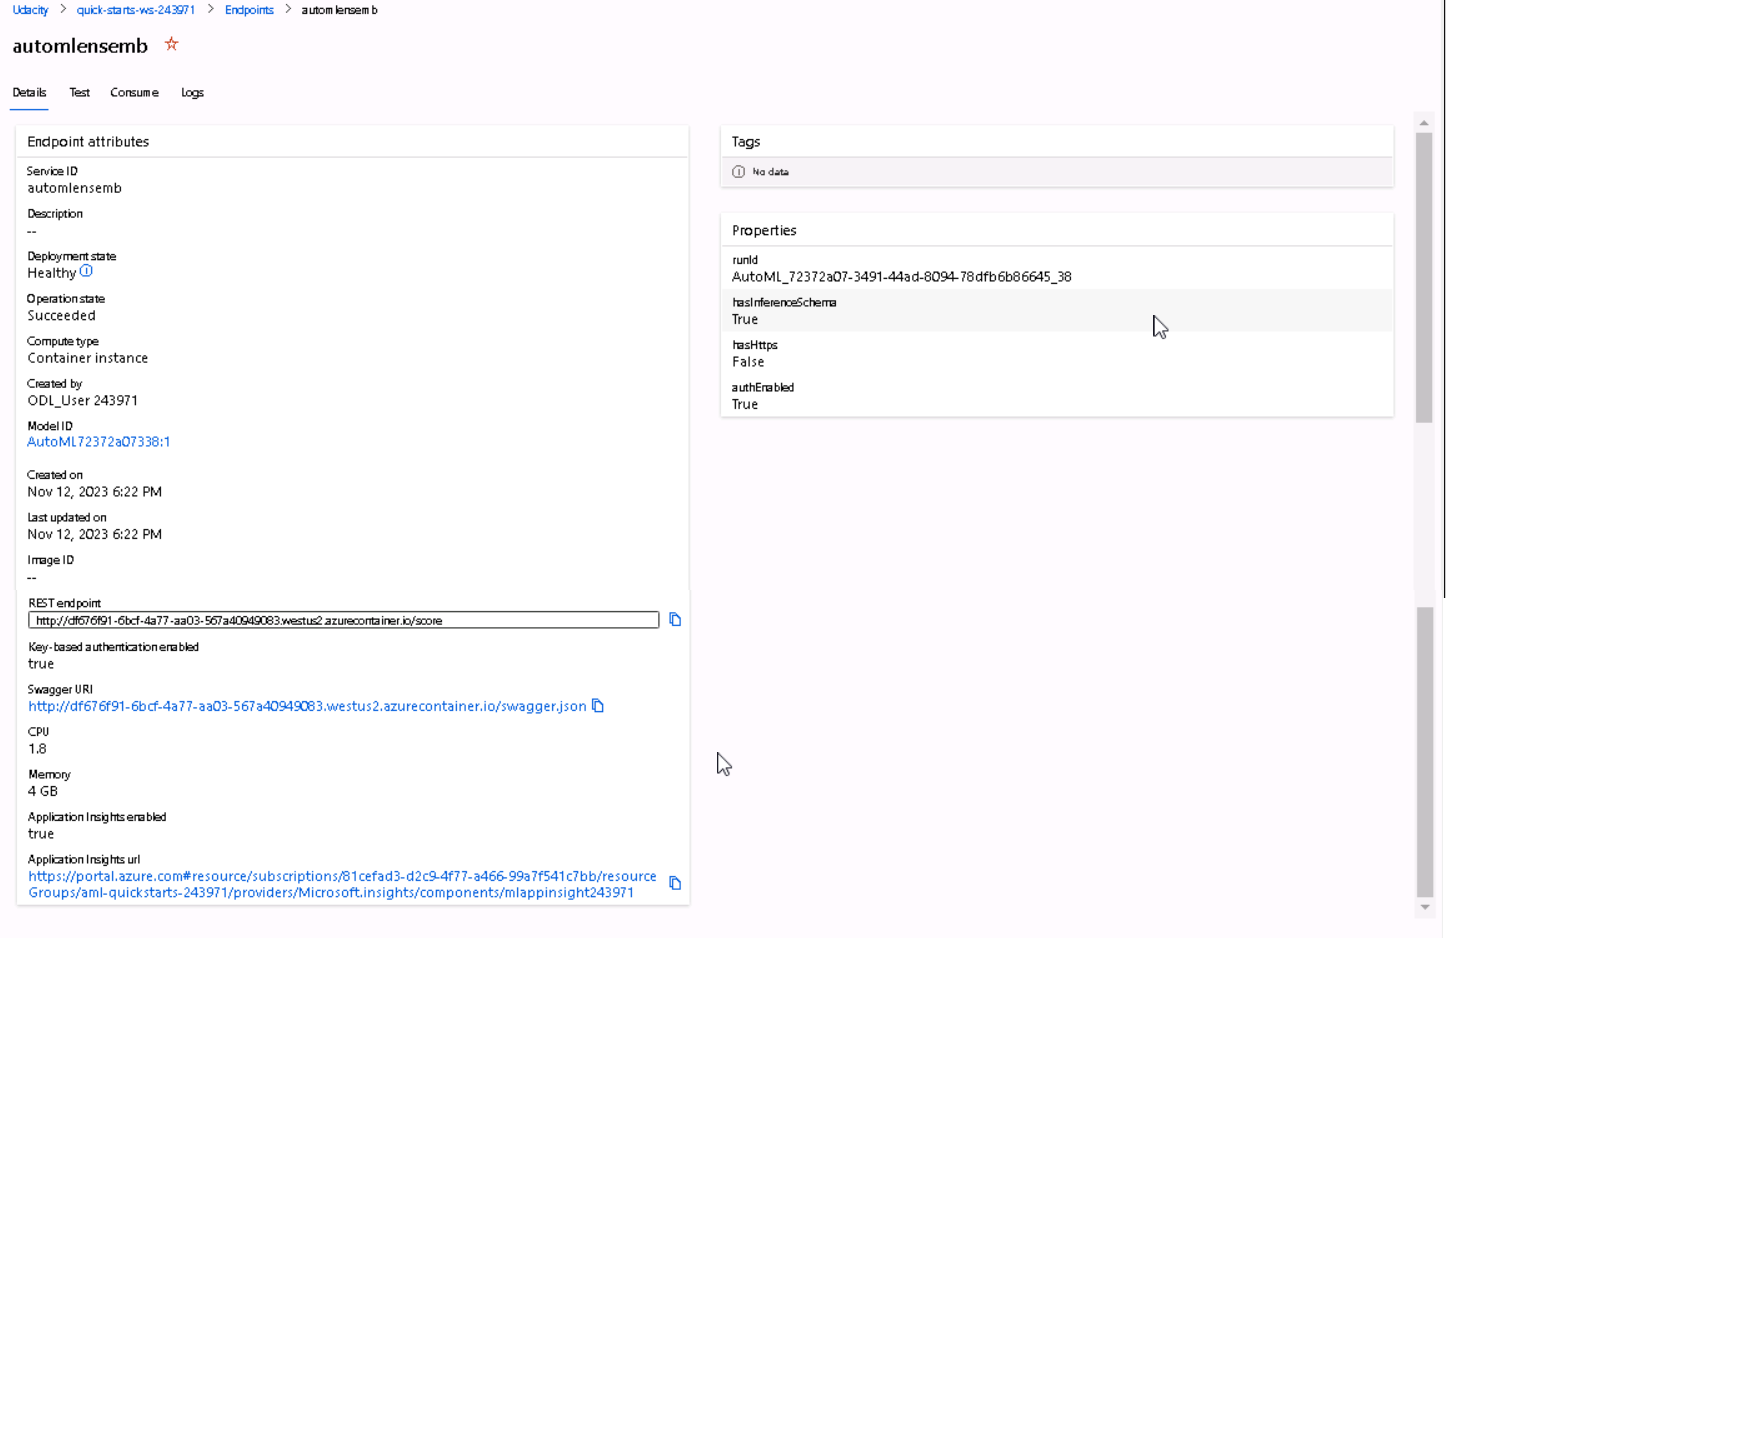 Udacity > quick-starts-ws-243971 > Endpoints > automlensemb
automlensemb
Details Test Consume Logs
Endpoint attributes
Service ID
automlensemb
Description
--
Deployment state
Healthy
Operation state
Succeeded
Compute type
Container instance
Created by
ODL_User 243971
Model ID
AutoML72372a07338:1
Created on
Nov 12, 2023 6:22 PM
Last updated on
Nov 12, 2023 6:22 PM
Image ID
--
REST endpoint
http://df676f91-6bcf-4a77-aa03-567a40949083.westus2.azurecontainer.io/score
Key-based authentication enabled
true
Swagger URI
http://df676f91-6bcf-4a77-aa03-567a40949083.westus2.azurecontainer.io/swagger.json
CPU
1.8
Memory
4 GB
Application Insights enabled
true
Application Insights url
https://portal.azure.com#resource/subscriptions/81cefad3-d2c9-4f77-a466-99a7f541c7bb/resource
Groups/aml-quickstarts-243971/providers/Microsoft.insights/components/mlappinsight243971
Tags
No data
Properties
runId
AutoML_72372a07-3491-44ad-8094-78dfb6b86645_38
hasInferenceSchema
True
hasHttps
False
authEnabled
True